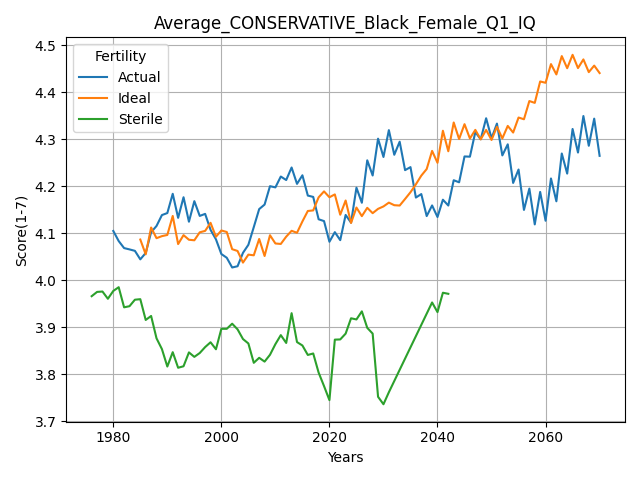 Average_CONSERVATIVE_Black_Female_Q1_IQ
Fertility
Actual
Ideal
Sterile
Score(1-7)
4.5
4.4
4.3
4.2
4.1
4.0
3.9
3.8
3.7
1980
2000
2020
2040
2060
Years